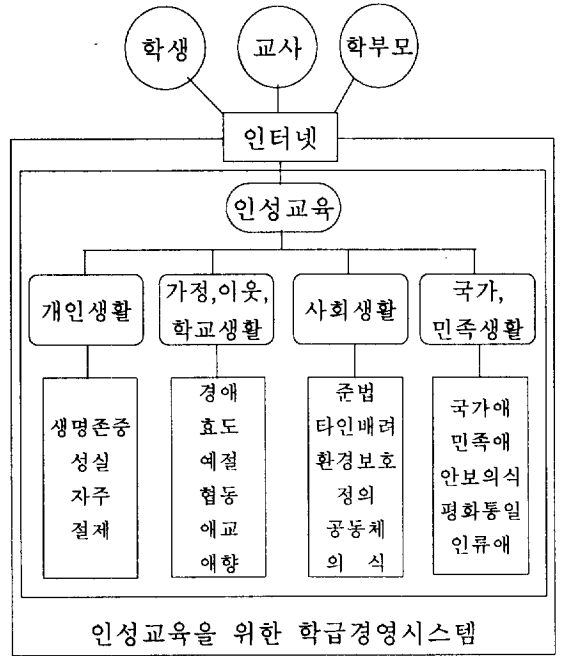 학생
교사
학부모
인터넷
인성교육
개인생활
가정,이웃,
학교생활
사회생활
국가,
민족생활
생명존중
성실
자주
절제
경애
효도
예절
협동
애교
애향
준법
타인배려
환경보호
정의
공동체
의 식
국가애
민족애
안보의식
평화통일
인류애
인성교육을 위한 학급경영시스템